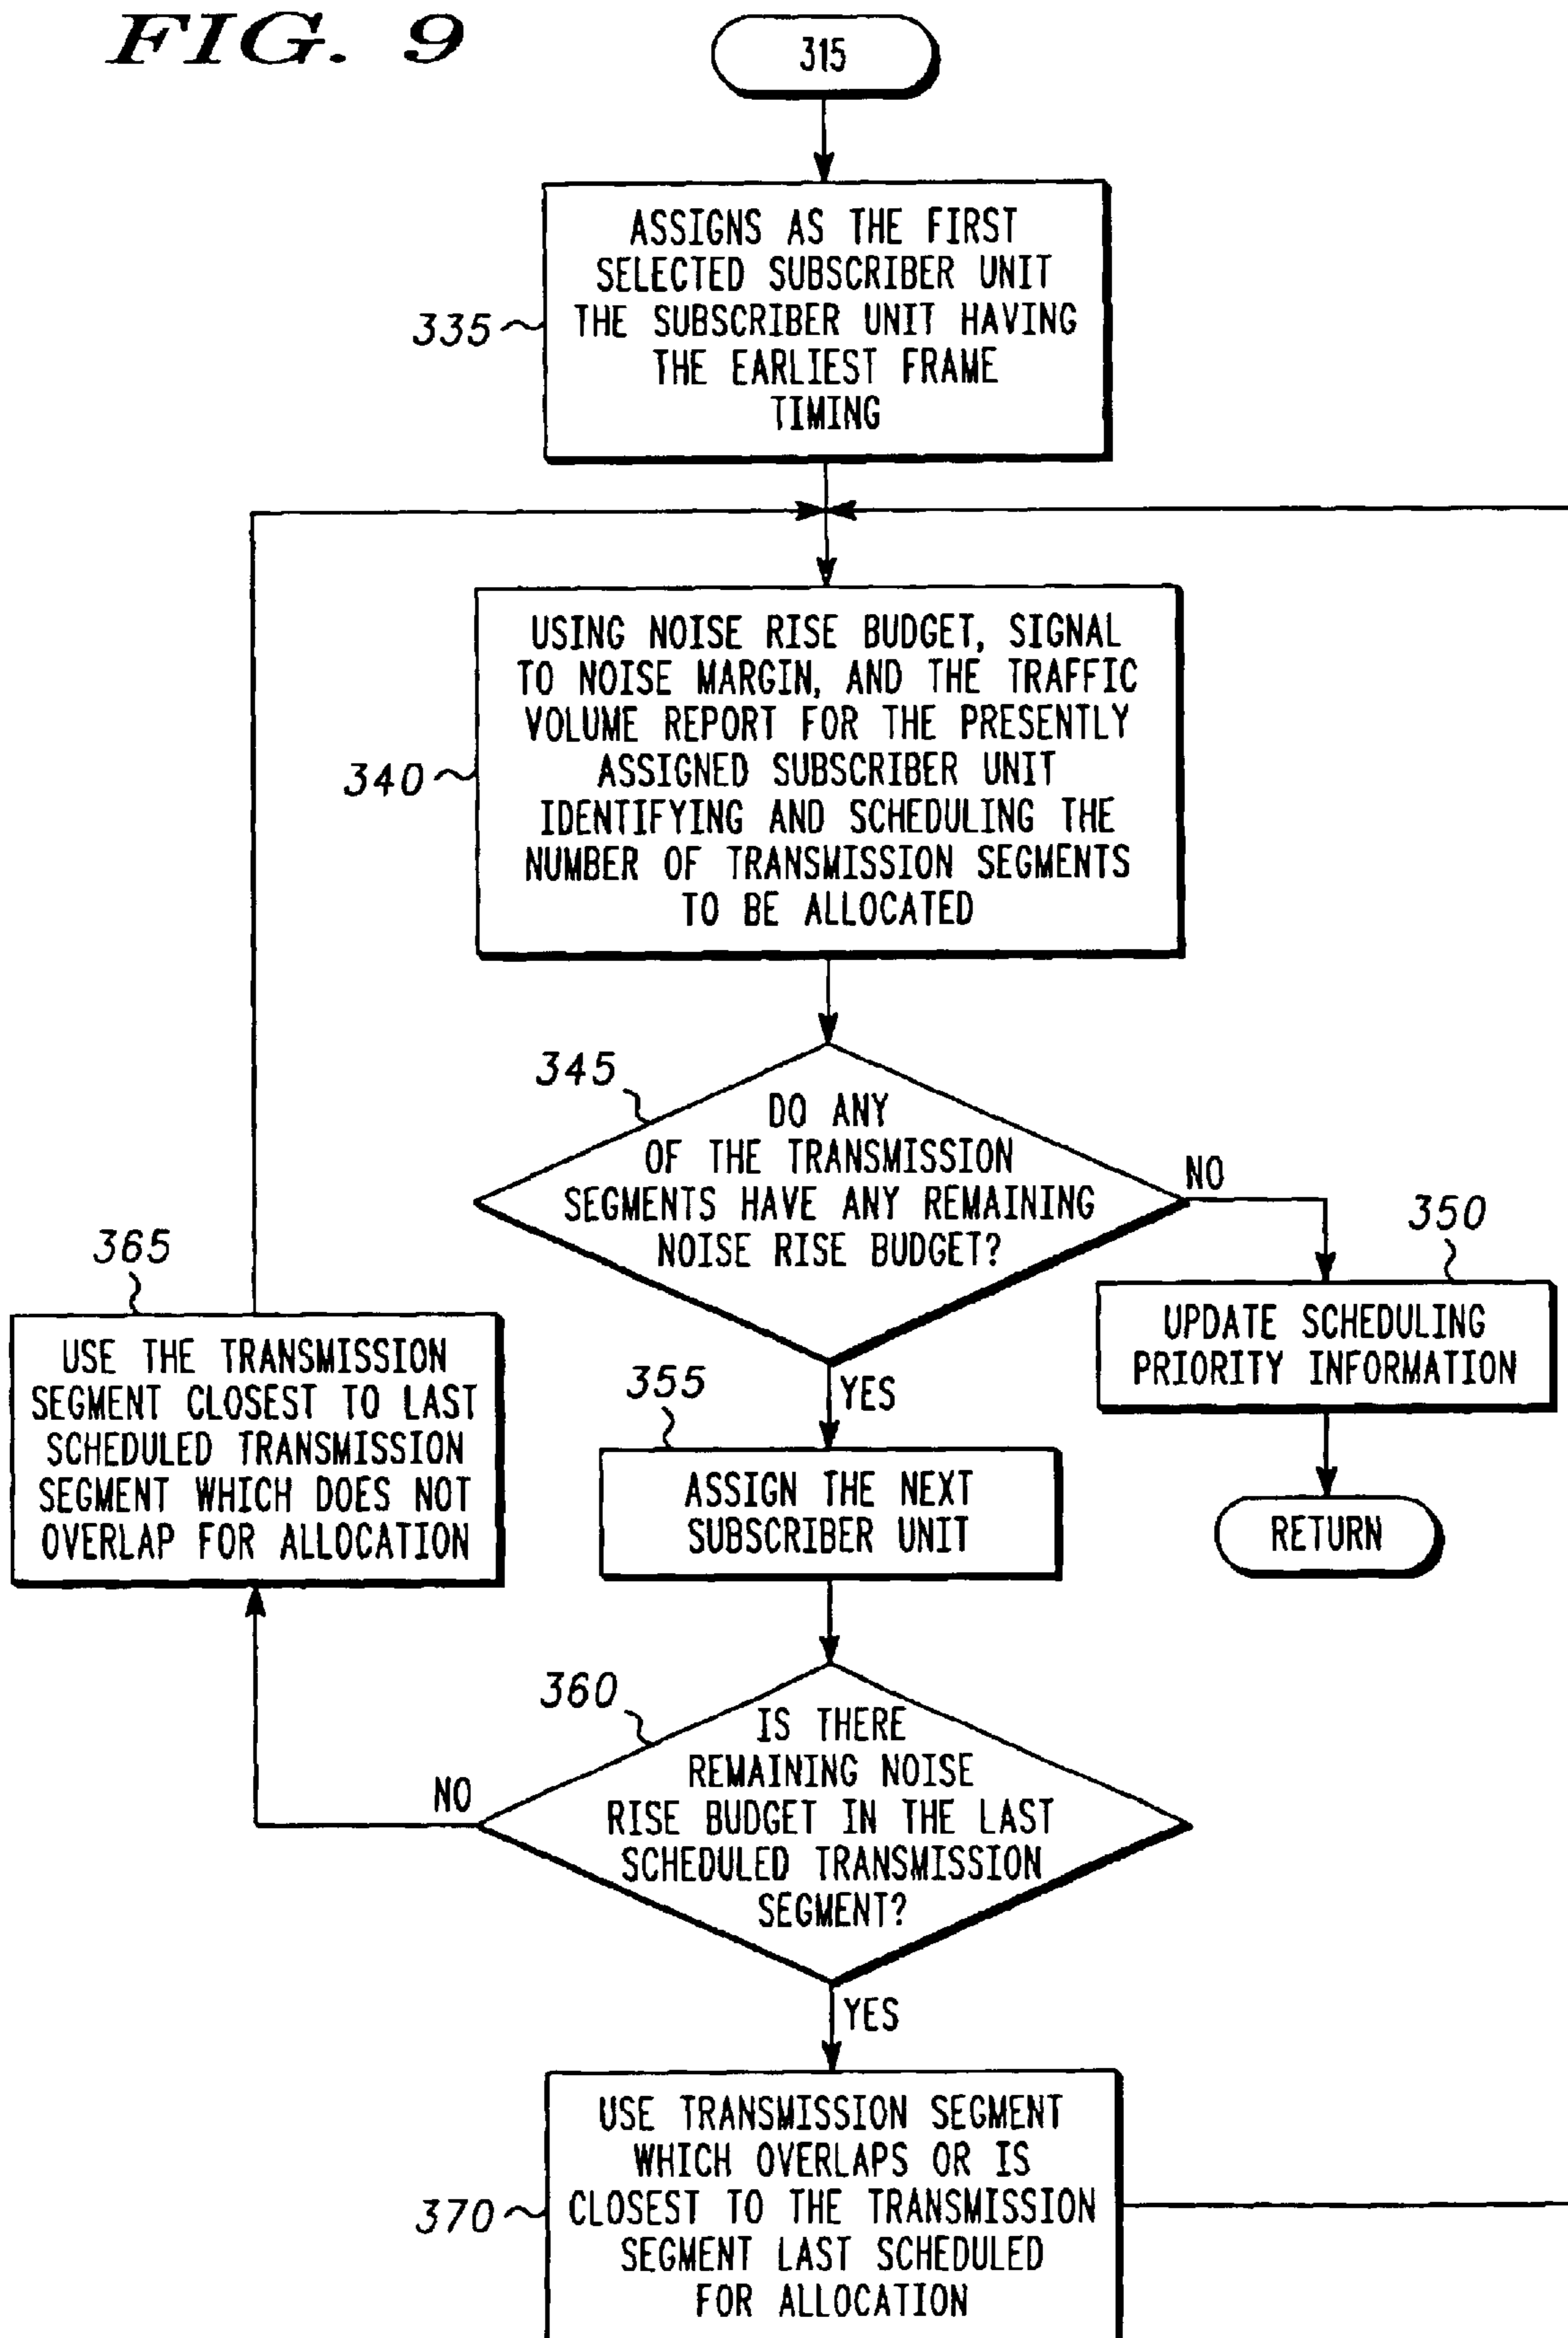 FIG. 9
315
335
ASSIGNS AS THE FIRST
SELECTED SUBSCRIBER UNIT
THE SUBSCRIBER UNIT HAVING
THE EARLIEST FRAME
TIMING
340
USING NOISE RISE BUDGET, SIGNAL
TO NOISE MARGIN, AND THE TRAFFIC
VOLUME REPORT FOR THE PRESENTLY
ASSIGNED SUBSCRIBER UNIT
IDENTIFYING AND SCHEDULING THE
NUMBER OF TRANSMISSION SEGMENTS
TO BE ALLOCATED
345
DO ANY
OF THE TRANSMISSION
SEGMENTS HAVE ANY REMAINING
NOISE RISE BUDGET?
NO
350
UPDATE SCHEDULING
PRIORITY INFORMATION
RETURN
YES
355
ASSIGN THE NEXT
SUBSCRIBER UNIT
365
USE THE TRANSMISSION
SEGMENT CLOSEST TO LAST
SCHEDULED TRANSMISSION
SEGMENT WHICH DOES NOT
OVERLAP FOR ALLOCATION
360
IS THERE
REMAINING NOISE
RISE BUDGET IN THE LAST
SCHEDULED TRANSMISSION
SEGMENT?
NO
YES
370
USE TRANSMISSION SEGMENT
WHICH OVERLAPS OR IS
CLOSEST TO THE TRANSMISSION
SEGMENT LAST SCHEDULED
FOR ALLOCATION